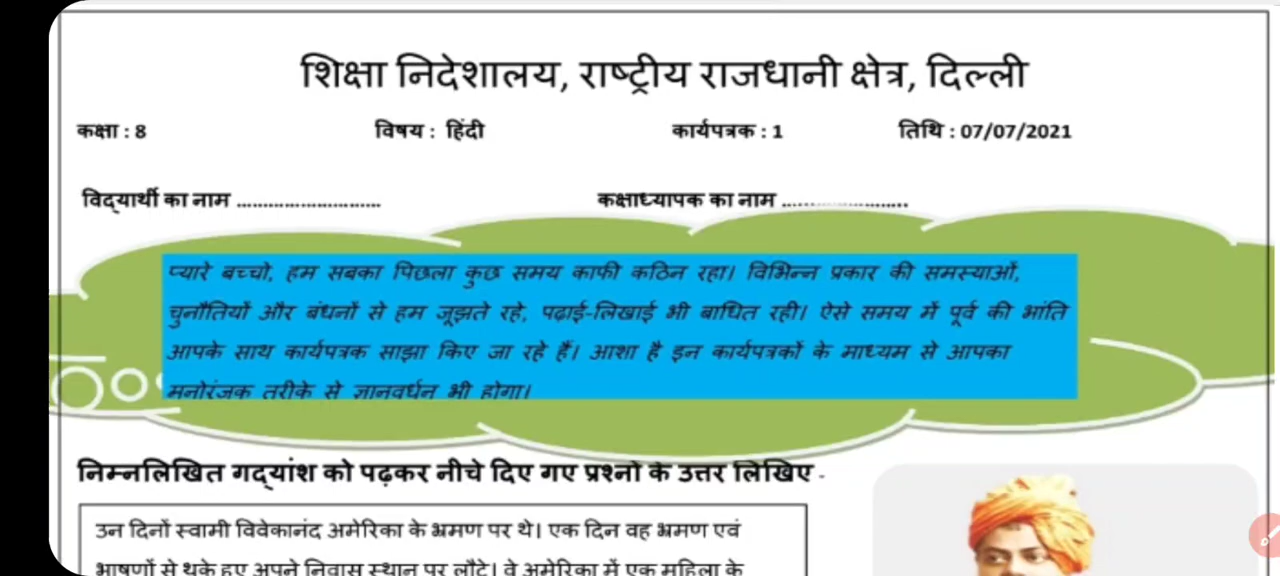 शिक्षा निदेशालय, राष्ट्रीय राजधानी क्षेत्र, दिल्ली
कक्षा : 8 विषय : हिंदी कार्यपत्रक : 1 तिथि : 07/07/2021
विद्यार्थी का नाम ........................... कक्षाध्यापक का नाम ........................
प्यारे बच्चो, हम सबका पिछला कुछ समय काफी कठिन रहा। विभिन्न प्रकार की समस्याओं,
चुनौतियों और बंधनों से हम जूझते रहे, पढ़ाई-लिखाई भी बाधित रही। ऐसे समय में पूर्व की भांति
आपके साथ कार्यपत्रक साझा किए जा रहे हैं। आशा है इन कार्यपत्रकों के माध्यम से आपका
मनोरंजक तरीके से ज्ञानवर्धन भी होगा।
निम्नलिखित गद्यांश को पढ़कर नीचे दिए गए प्रश्नों के उत्तर लिखिए -
उन दिनों स्वामी विवेकानंद अमेरिका के भ्रमण पर थे। एक दिन वह भ्रमण एवं
भाषणों से थके हुए अपने निवास स्थान पर लौटे। वे अमेरिका में एक महिला के